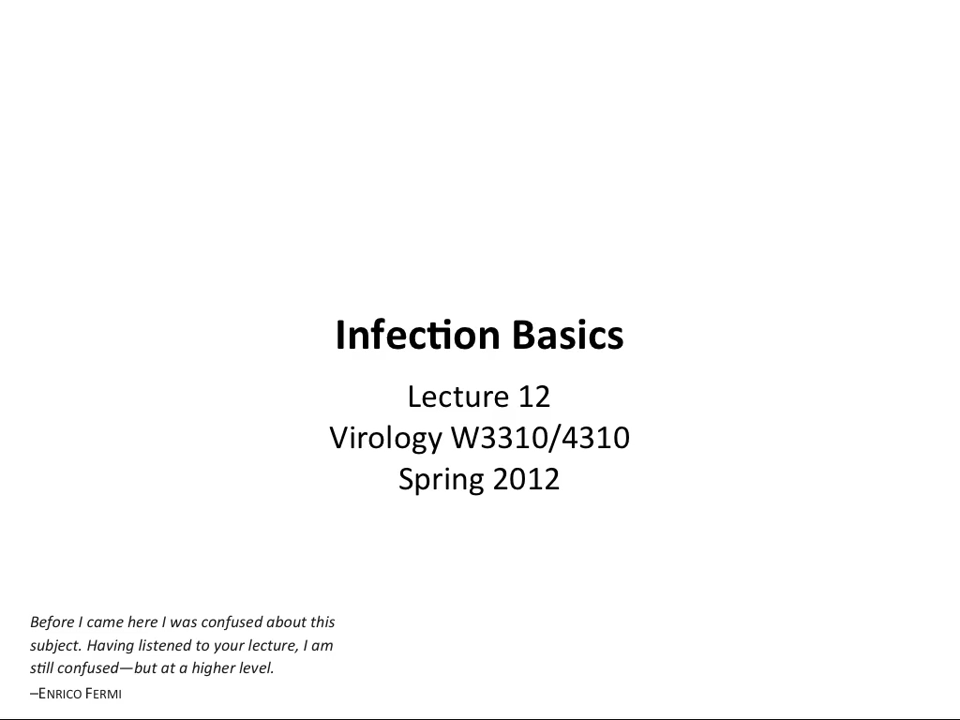 Infection Basics
Lecture 12
Virology W3310/4310
Spring 2012
Before I came here I was confused about this
subject. Having listened to your lecture, I am
still confused—but at a higher level.
–ENRICO FERMI